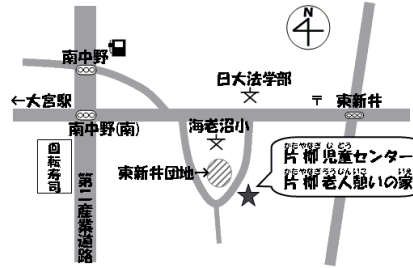 N
南中野
日大法学部
←大宮駅
〒
東新井
南中野(南)
海老沼小
かたやなぎ じ どう
片柳児童センター
かたやなぎろうじんいこ いえ
片柳老人憩いの家
回転寿司
東新井団地→
第二産業道路